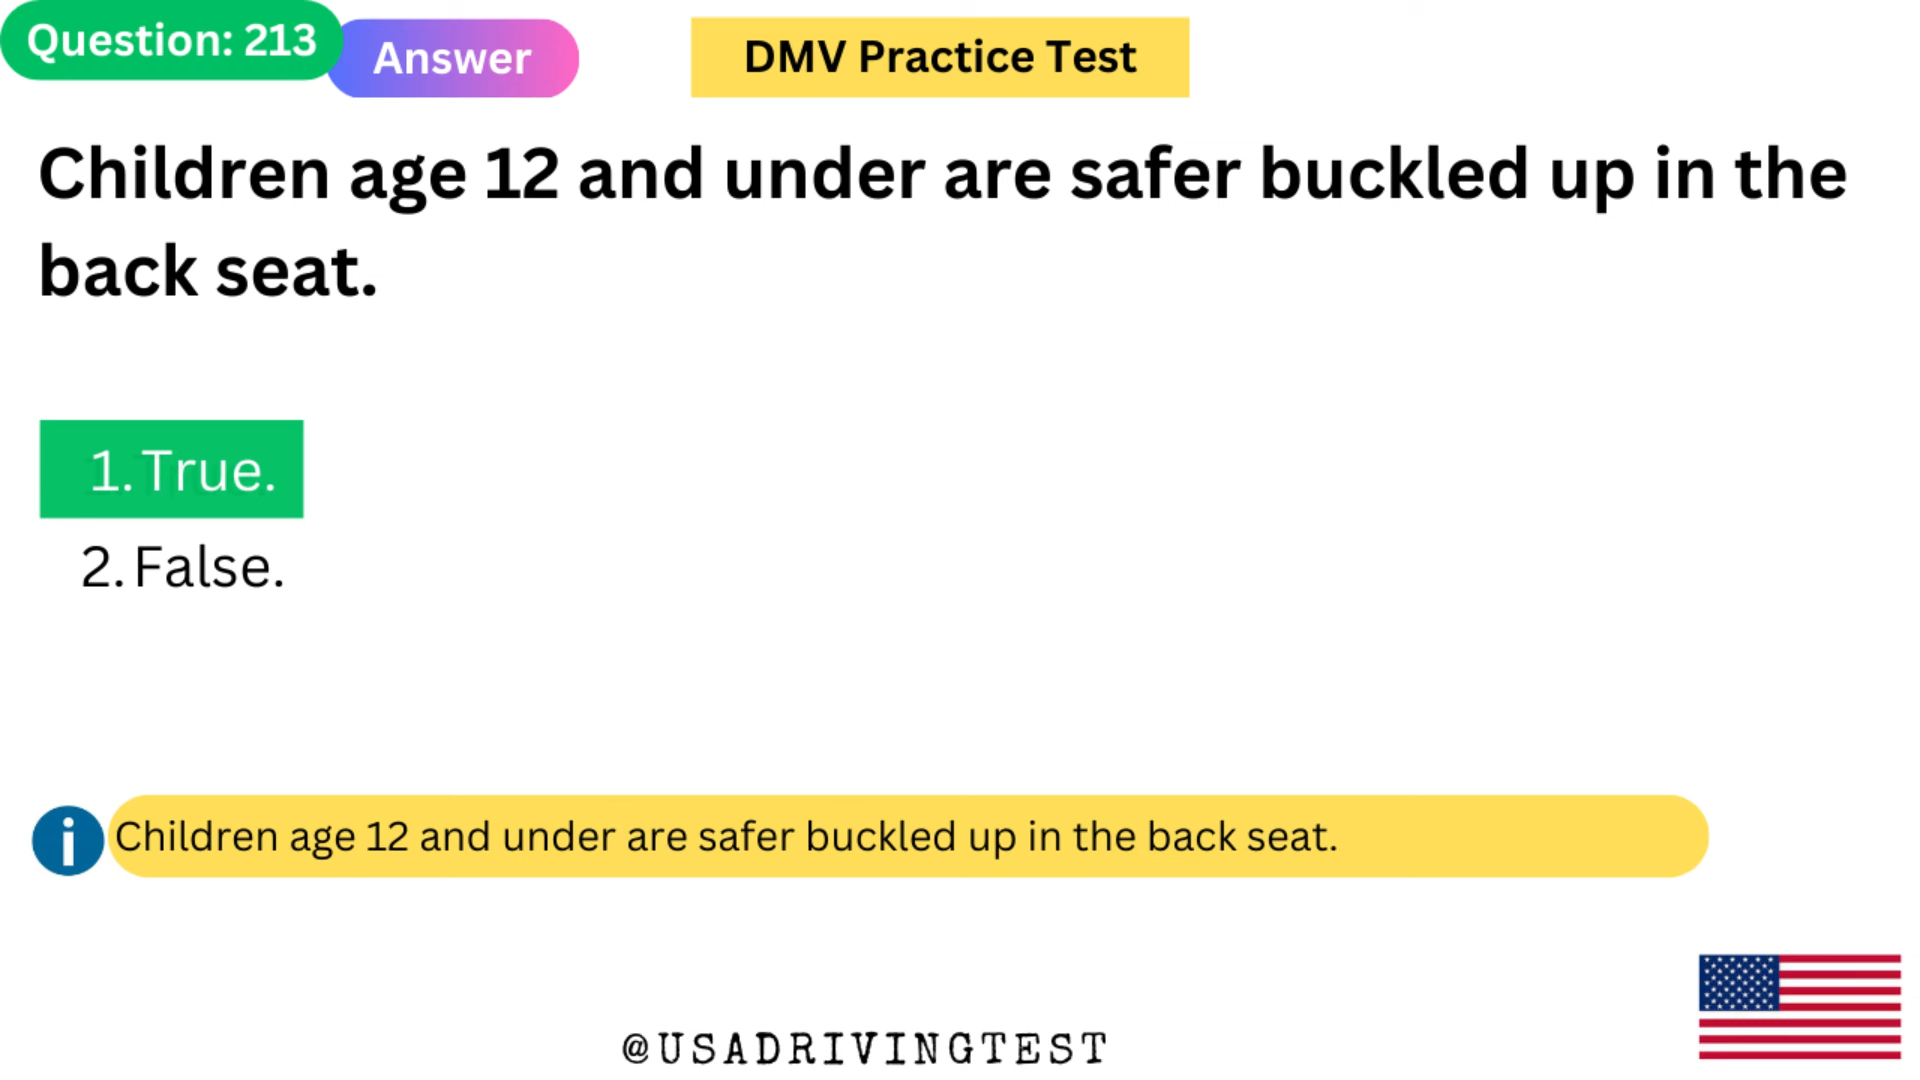 Question: 213
Answer
DMV Practice Test
Children age 12 and under are safer buckled up in the
back seat.
1. True.
2. False.
i
Children age 12 and under are safer buckled up in the back seat.
@USADRIVINGTEST